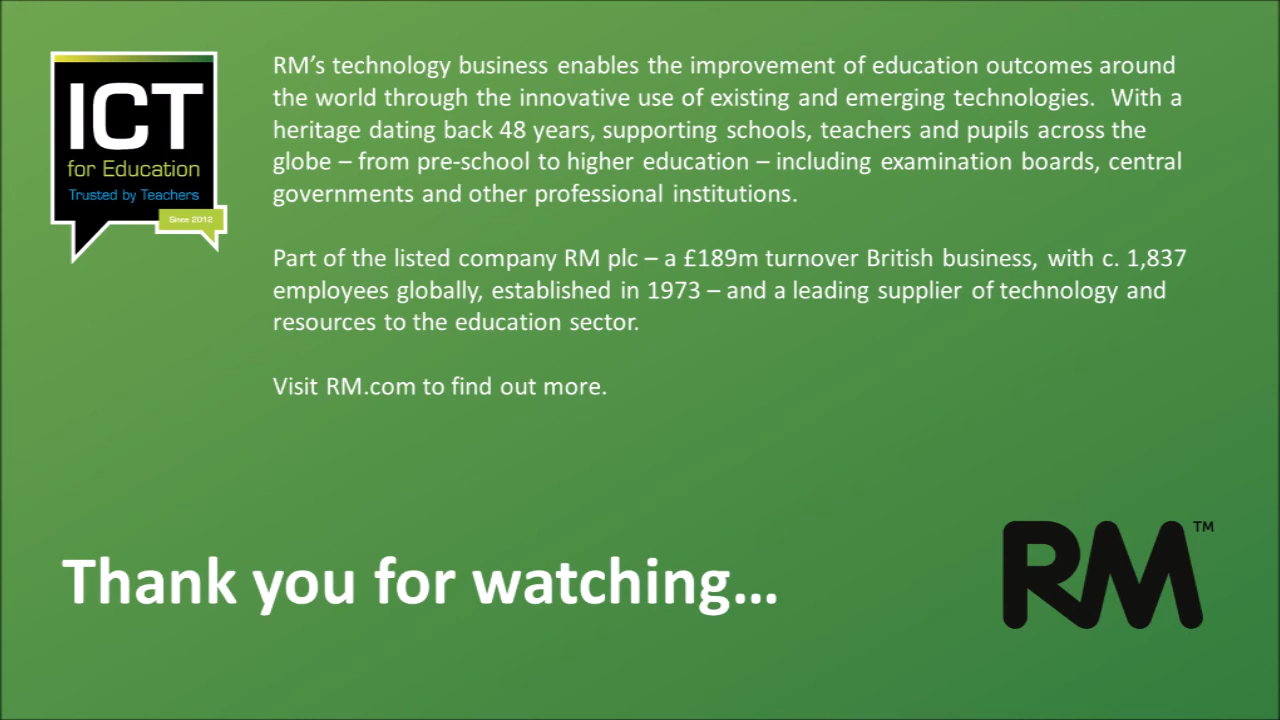 ICT
for Education
Trusted by Teachers
Since 2012
RM’s technology business enables the improvement of education outcomes around
the world through the innovative use of existing and emerging technologies.  With a
heritage dating back 48 years, supporting schools, teachers and pupils across the
globe – from pre-school to higher education – including examination boards, central
governments and other professional institutions.
Part of the listed company RM plc – a £189m turnover British business, with c. 1,837
employees globally, established in 1973 – and a leading supplier of technology and
resources to the education sector.
Visit RM.com to find out more.
Thank you for watching...
RM™